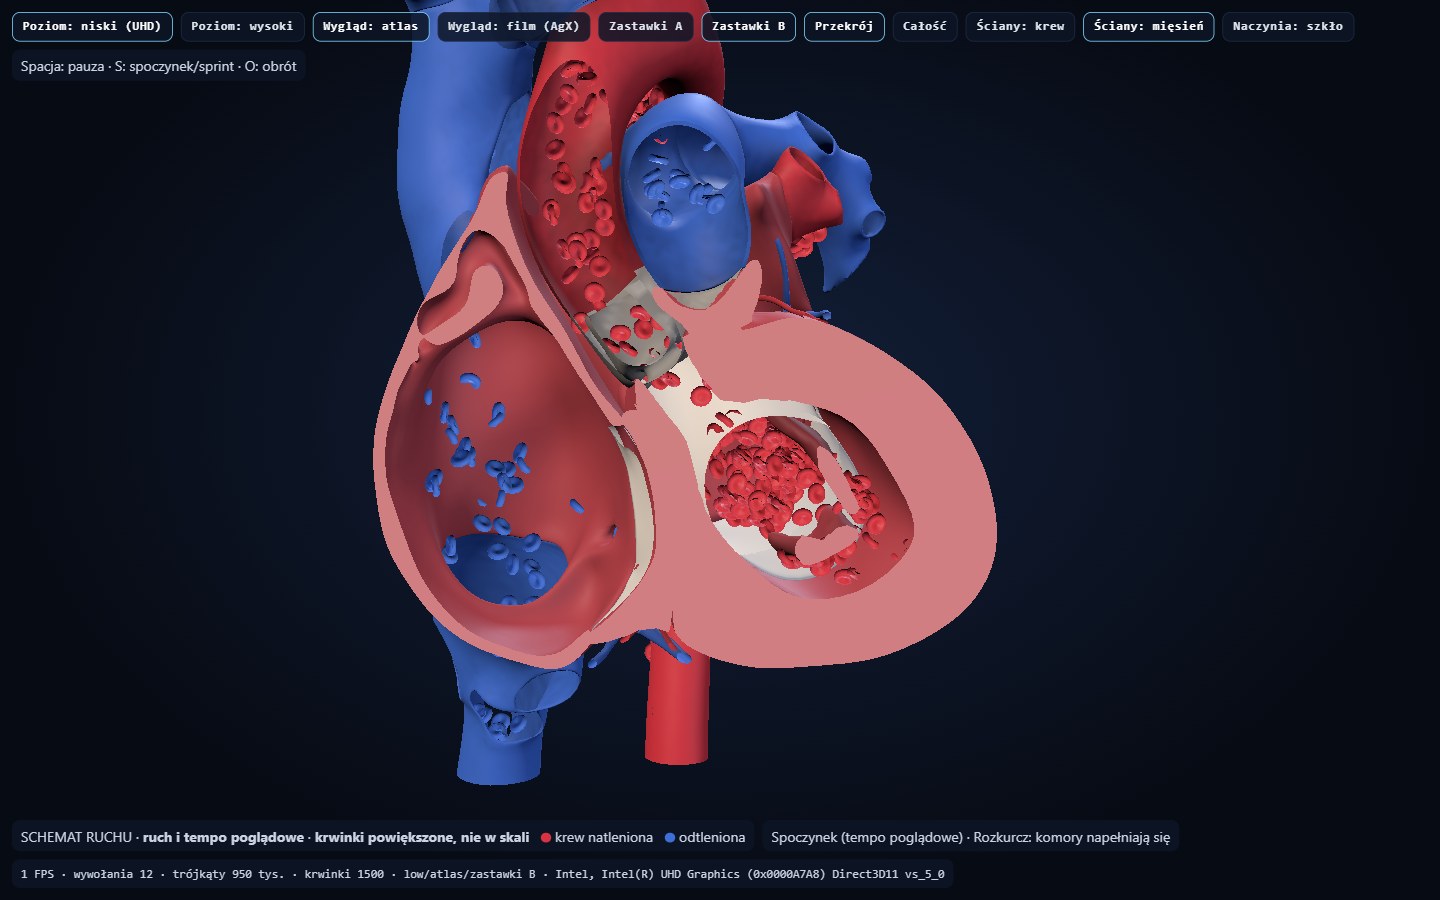 Poziom: niski (UHD) Poziom: wysoki Wygląd: atlas Wygląd: film (AgX) Zastawki A Zastawki B Przekrój Całość Ściany: krew Ściany: mięsień Naczynia: szkło
Spacja: pauza · S: spoczynek/sprint · O: obrót
SCHEMAT RUCHU · ruch i tempo poglądowe · krwinki powiększone, nie w skali krew natleniona odtleniona Spoczynek (tempo poglądowe) · Rozkurcz: komory napełniają się
1 FPS · wywołania 12 · trójkąty 950 tys. · krwinki 1500 · low/atlas/zastawki B · Intel, Intel(R) UHD Graphics (0x0000A7A8) Direct3D11 vs_5_0